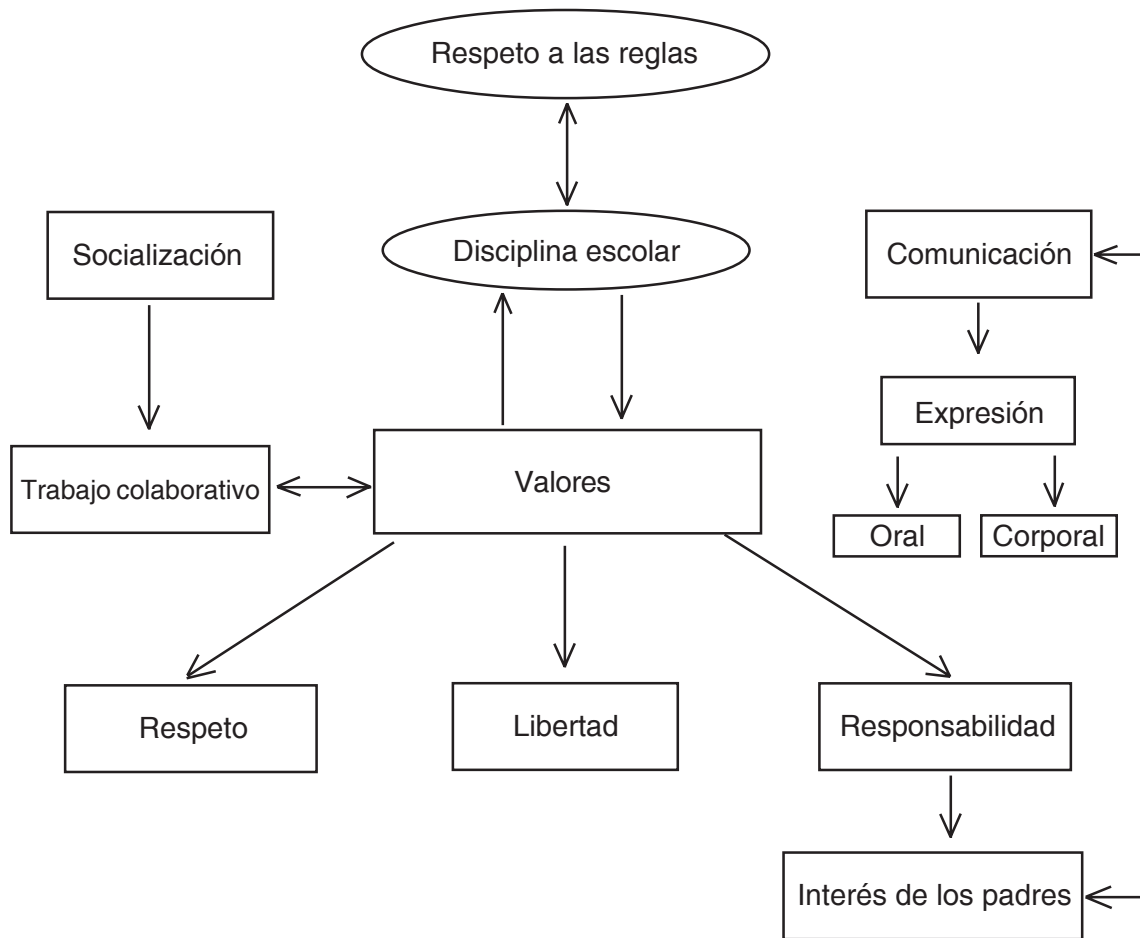 Respeto a las reglas
Socialización
Disciplina escolar
Comunicación
Expresión
Trabajo colaborativo
Valores
Oral
Corporal
Respeto
Libertad
Responsabilidad
Interés de los padres